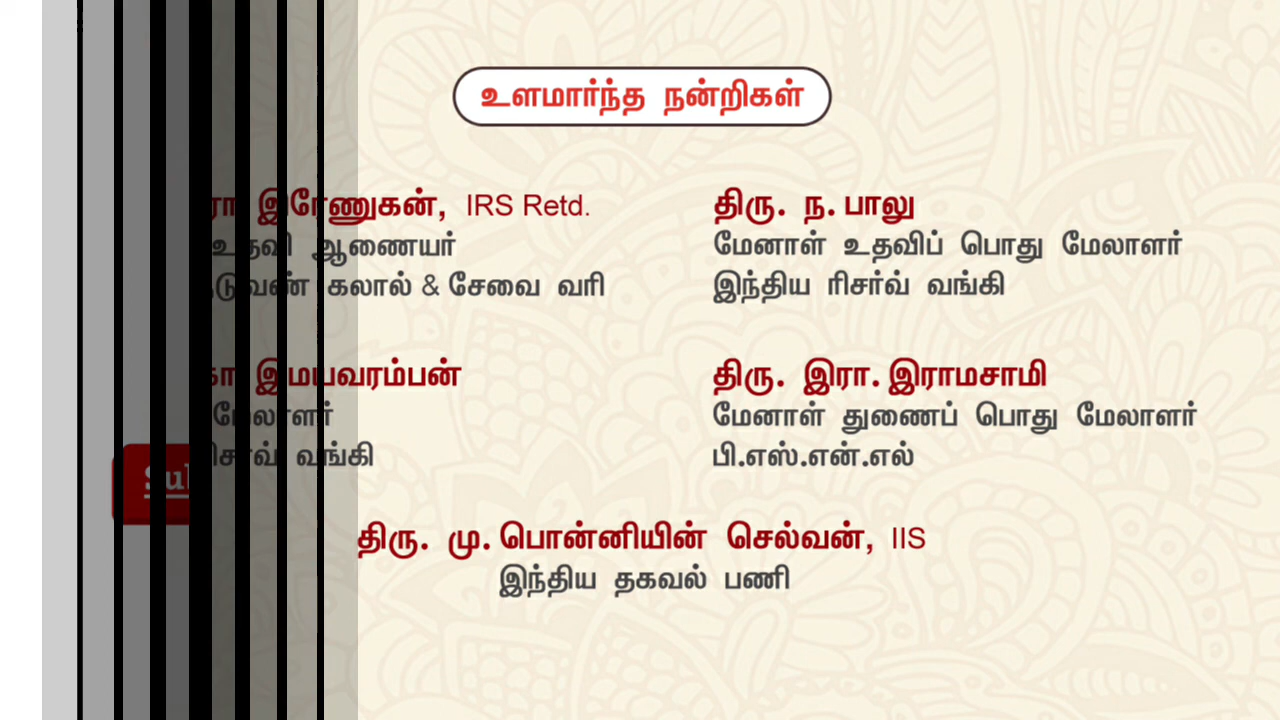 உளமார்ந்த நன்றிகள்
இரேணுகன், IRS Retd.
உதவி ஆணையர்
கலால் & சேவை வரி
திரு. ந. பாலு
மேனாள் உதவிப் பொது மேலாளர்
இந்திய ரிசர்வ் வங்கி
இமயவரம்பன்
மேலாளர்
வங்கி
திரு. இரா. இராமசாமி
மேனாள் துணைப் பொது மேலாளர்
பி.எஸ்.என்.எல்
திரு. மு. பொன்னியின் செல்வன், IIS
இந்திய தகவல் பணி